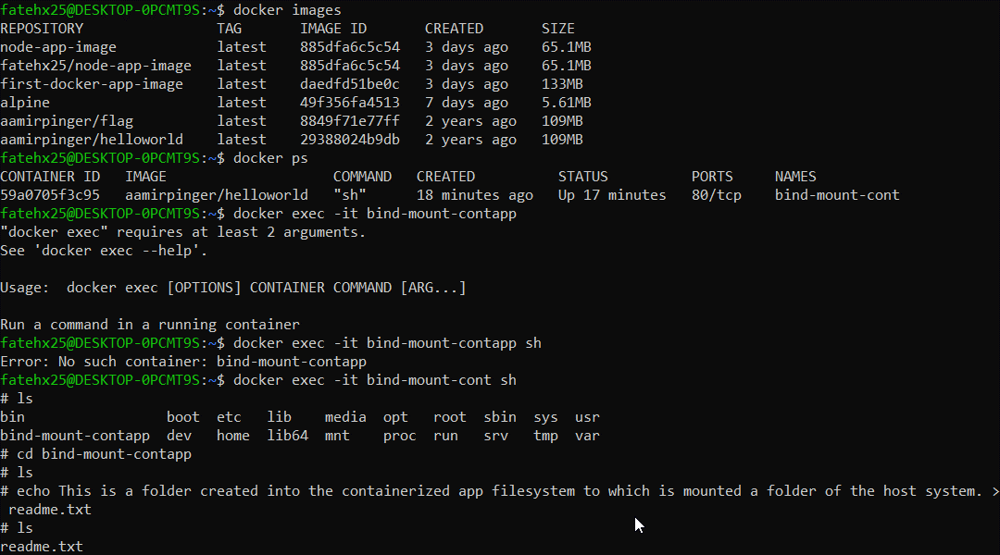 fatehx25@DESKTOP-0PCMT9S:~$ docker images
REPOSITORY                TAG       IMAGE ID       CREATED       SIZE
node-app-image            latest    885dfa6c5c54   3 days ago    65.1MB
fatehx25/node-app-image   latest    885dfa6c5c54   3 days ago    65.1MB
first-docker-app-image    latest    daedfd51be0c   3 days ago    133MB
alpine                    latest    49f356fa4513   7 days ago    5.61MB
aamirpinger/flag          latest    8849f71e77ff   2 years ago   109MB
aamirpinger/helloworld    latest    29388024b9db   2 years ago   109MB
fatehx25@DESKTOP-0PCMT9S:~$ docker ps
CONTAINER ID   IMAGE                    COMMAND   CREATED          STATUS          PORTS     NAMES
59a0705f3c95   aamirpinger/helloworld   "sh"      18 minutes ago   Up 17 minutes   80/tcp    bind-mount-cont
fatehx25@DESKTOP-0PCMT9S:~$ docker exec -it bind-mount-contapp
"docker exec" requires at least 2 arguments.
See 'docker exec --help'.

Usage:  docker exec [OPTIONS] CONTAINER COMMAND [ARG...]

Run a command in a running container
fatehx25@DESKTOP-0PCMT9S:~$ docker exec -it bind-mount-contapp sh
Error: No such container: bind-mount-contapp
fatehx25@DESKTOP-0PCMT9S:~$ docker exec -it bind-mount-cont sh
# ls
bin                 boot  etc   lib    media  opt   root  sbin  sys  usr
bind-mount-contapp  dev   home  lib64  mnt    proc  run   srv   tmp  var
# cd bind-mount-contapp
# ls
# echo This is a folder created into the containerized app filesystem to which is mounted a folder of the host system. >
 readme.txt
# ls
readme.txt